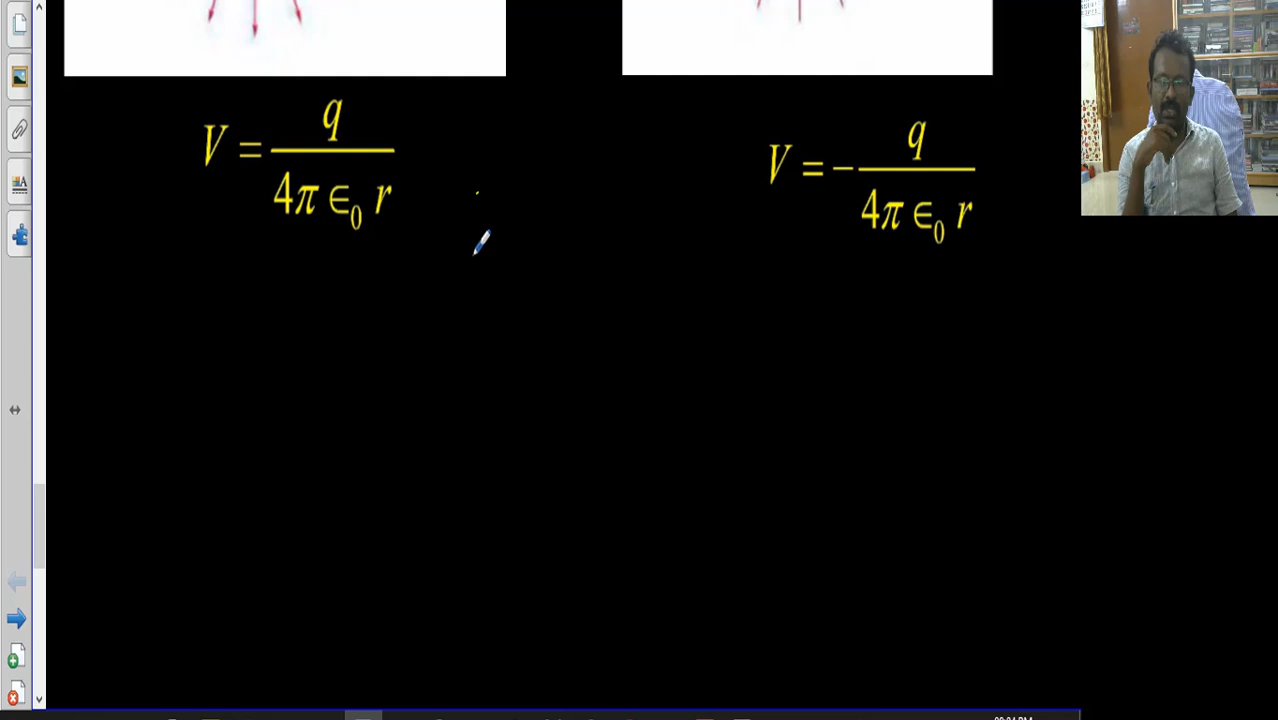 V = q / 4π ∈₀ r
V = − q / 4π ∈₀ r